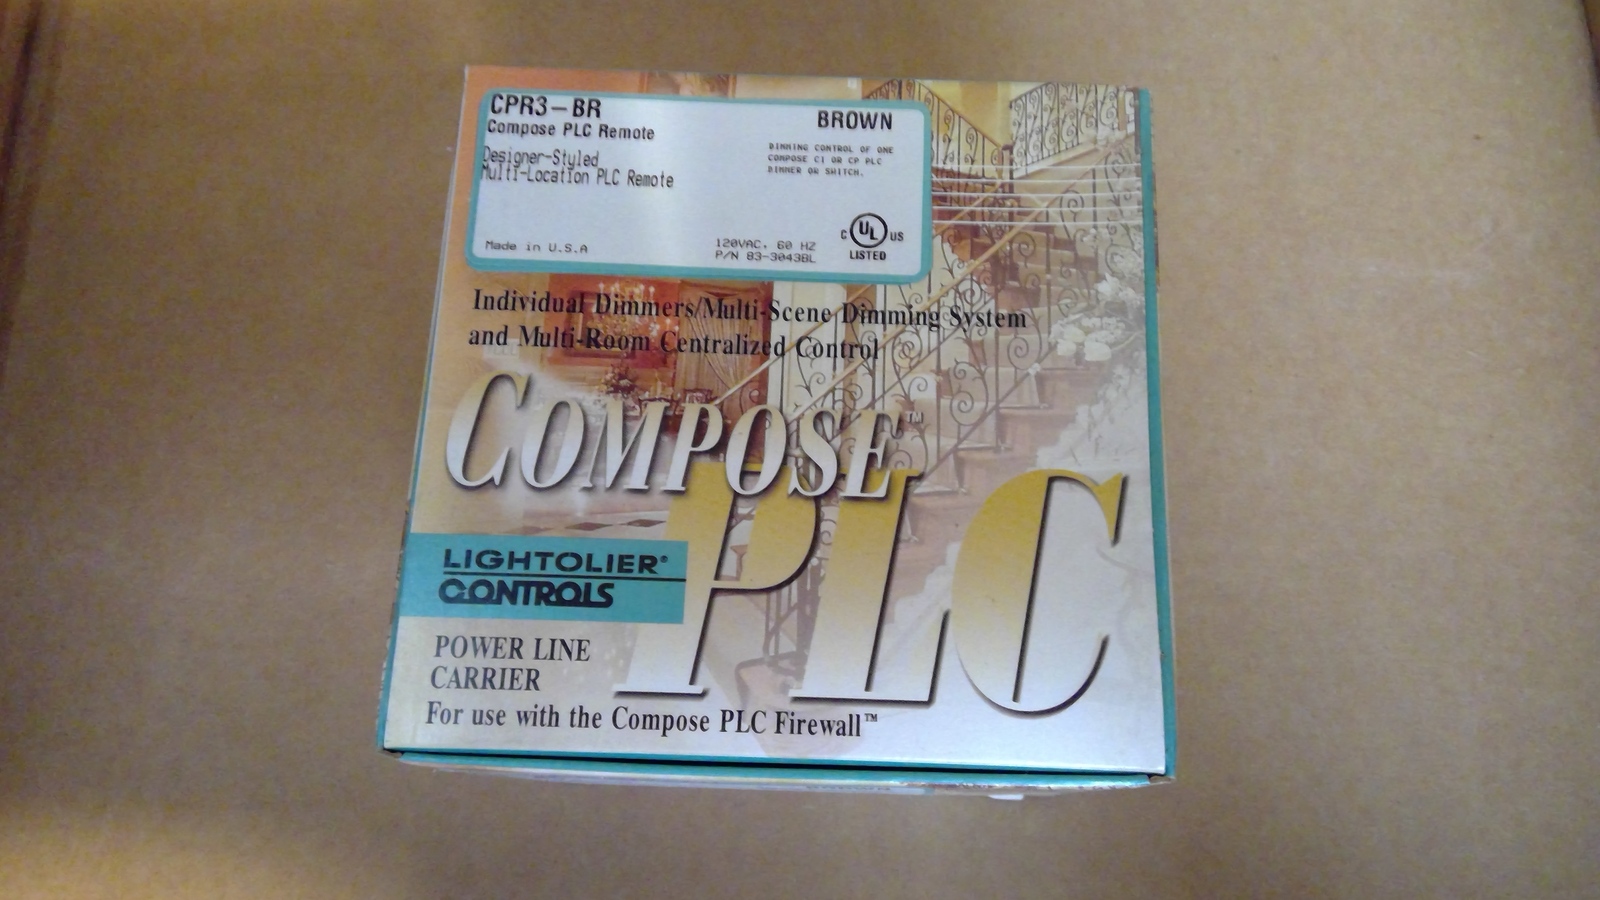 CPR3-BR
BROWN
Compose PLC Remote
Designer-Styled
Multi-Location PLC Remote
DIMMING CONTROL OF ONE
COMPOSE CI OR CP PLC
DIMMER OR SWITCH.
Made in U.S.A
120VAC, 60 HZ
P/N 83-3043BL
C UL US
LISTED
Individual Dimmers/Multi-Scene Dimming System
and Multi-Room Centralized Control
COMPOSE™
PLC
LIGHTOLIER®
CONTROLS
POWER LINE
CARRIER
For use with the Compose PLC Firewall™